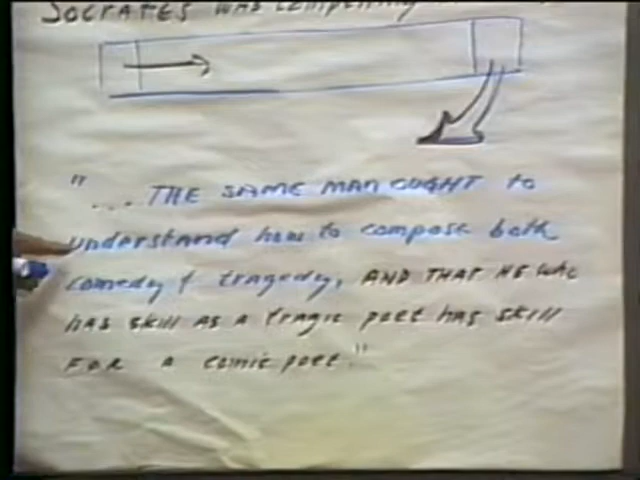 SOCRATES WAS COMPELLING
"... THE SAME MAN OUGHT to
understand how to compose both
comedy & tragedy, AND THAT HE WHO
has skill as a tragic poet has skill
FOR a comic poet."